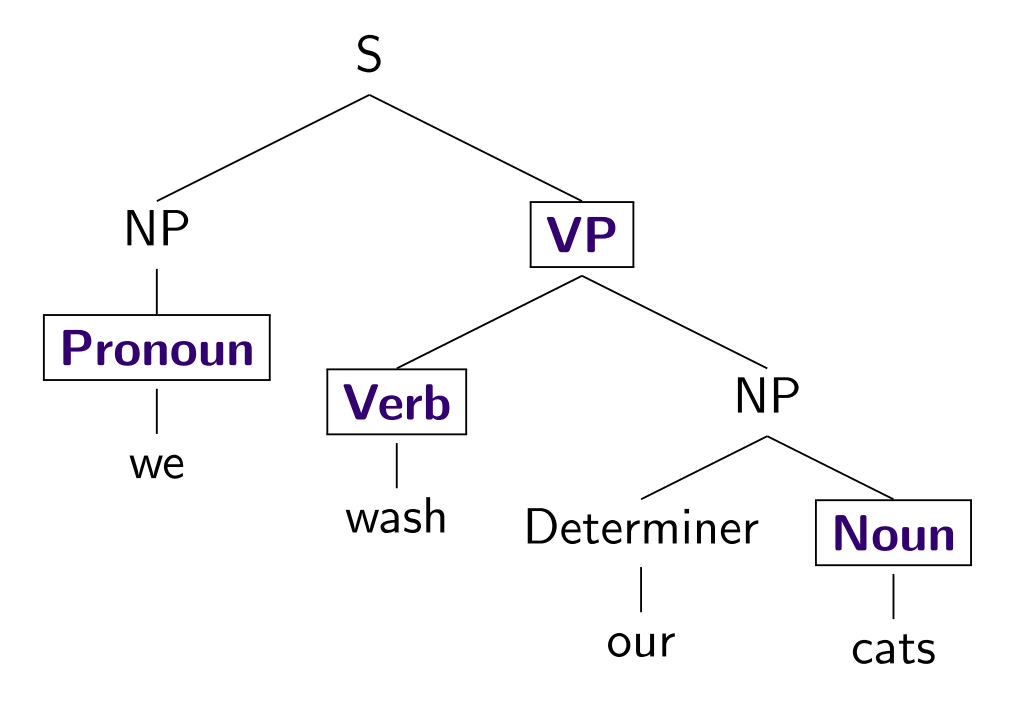 S
NP VP
Pronoun Verb NP
we wash Determiner Noun
our cats